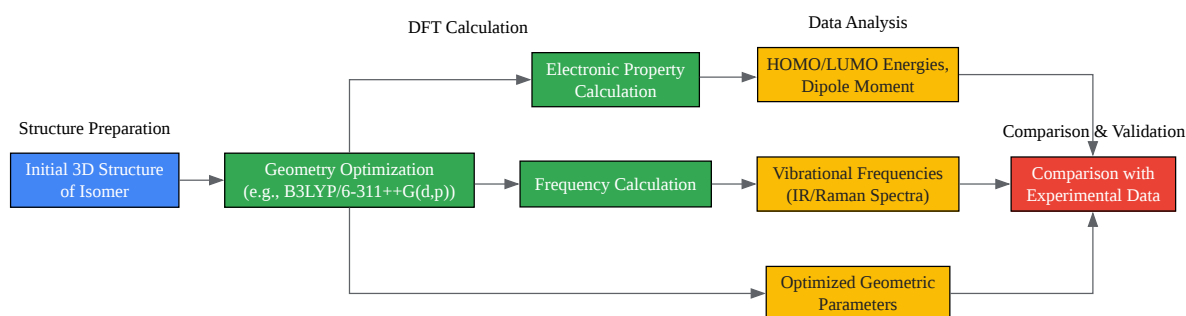 DFT Calculation
Data Analysis
Electronic Property
Calculation
HOMO/LUMO Energies,
Dipole Moment
Structure Preparation
Comparison & Validation
Initial 3D Structure
of Isomer
Geometry Optimization
(e.g., B3LYP/6-311++G(d,p))
Frequency Calculation
Vibrational Frequencies
(IR/Raman Spectra)
Comparison with
Experimental Data
Optimized Geometric
Parameters